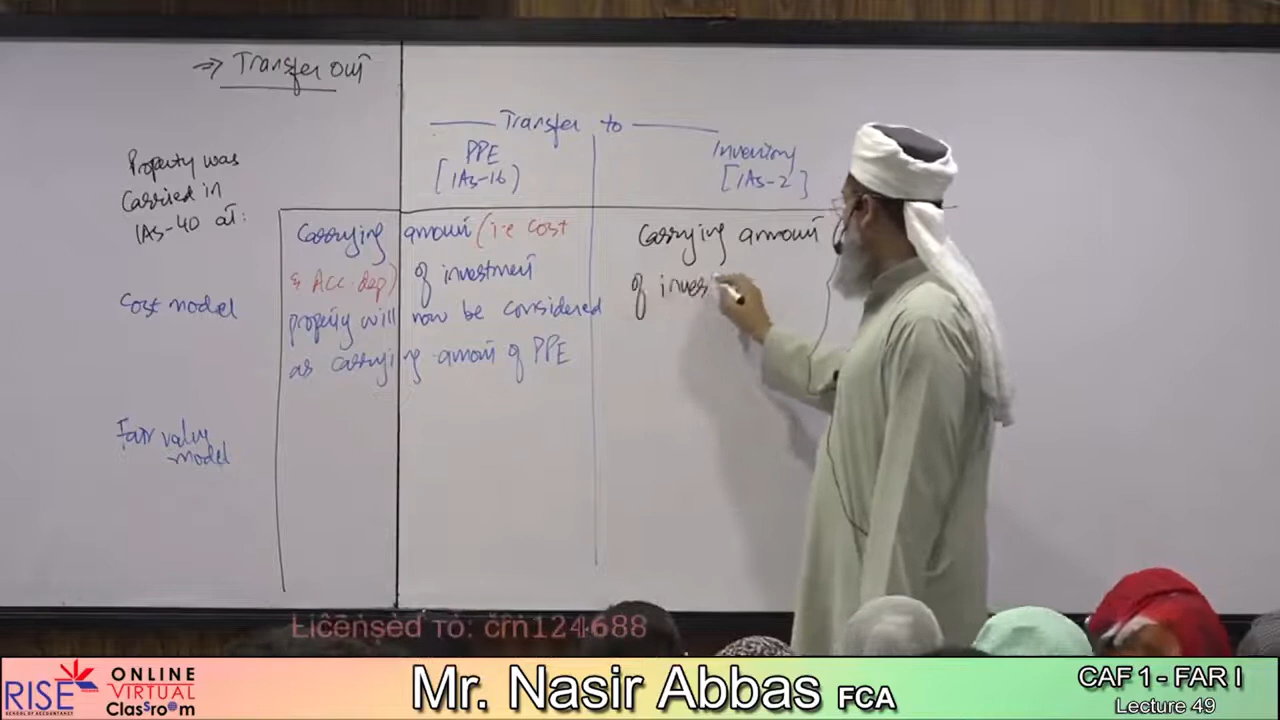 ⇒ Transfer out
Transfer to
PPE
[IAS-16]
Inventory
[IAS-2]
Property was
Carried in
IAS-40 at:
Cost model
Carrying amount (i.e cost
& Acc. dep) of investment
property will now be considered
as carrying amount of PPE
Carrying amount
of inves
Fair value
model
Licensed To: crn124688
RISE
SCHOOL OF ACCOUNTANCY
ONLINE
VIRTUAL
Classroom
Mr. Nasir Abbas FCA
CAF 1 - FAR I
Lecture 49